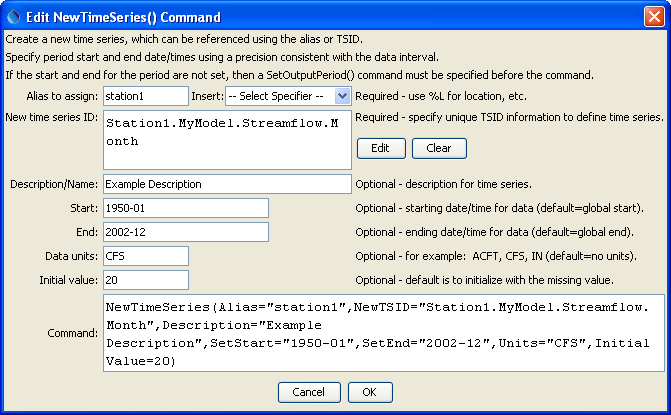 Edit NewTimeSeries() Command
Create a new time series, which can be referenced using the alias or TSID.
Specify period start and end date/times using a precision consistent with the data interval.
If the start and end for the period are not set, then a SetOutputPeriod() command must be specified before the command.
Alias to assign: station1 Insert: -- Select Specifier -- Required - use %L for location, etc.
New time series ID: Station1.MyModel.Streamflow.M Required - specify unique TSID information to define time series.
onth
Edit Clear
Description/Name: Example Description Optional - description for time series.
Start: 1950-01 Optional - starting date/time for data (default=global start).
End: 2002-12 Optional - ending date/time for data (default=global end).
Data units: CFS Optional - for example: ACFT, CFS, IN (default=no units).
Initial value: 20 Optional - default is to initialize with the missing value.
Command: NewTimeSeries(Alias="station1",NewTSID="Station1.MyModel.Streamflow.
Month",Description="Example
Description",SetStart="1950-01",SetEnd="2002-12",Units="CFS",Initial
Value=20)
Cancel OK